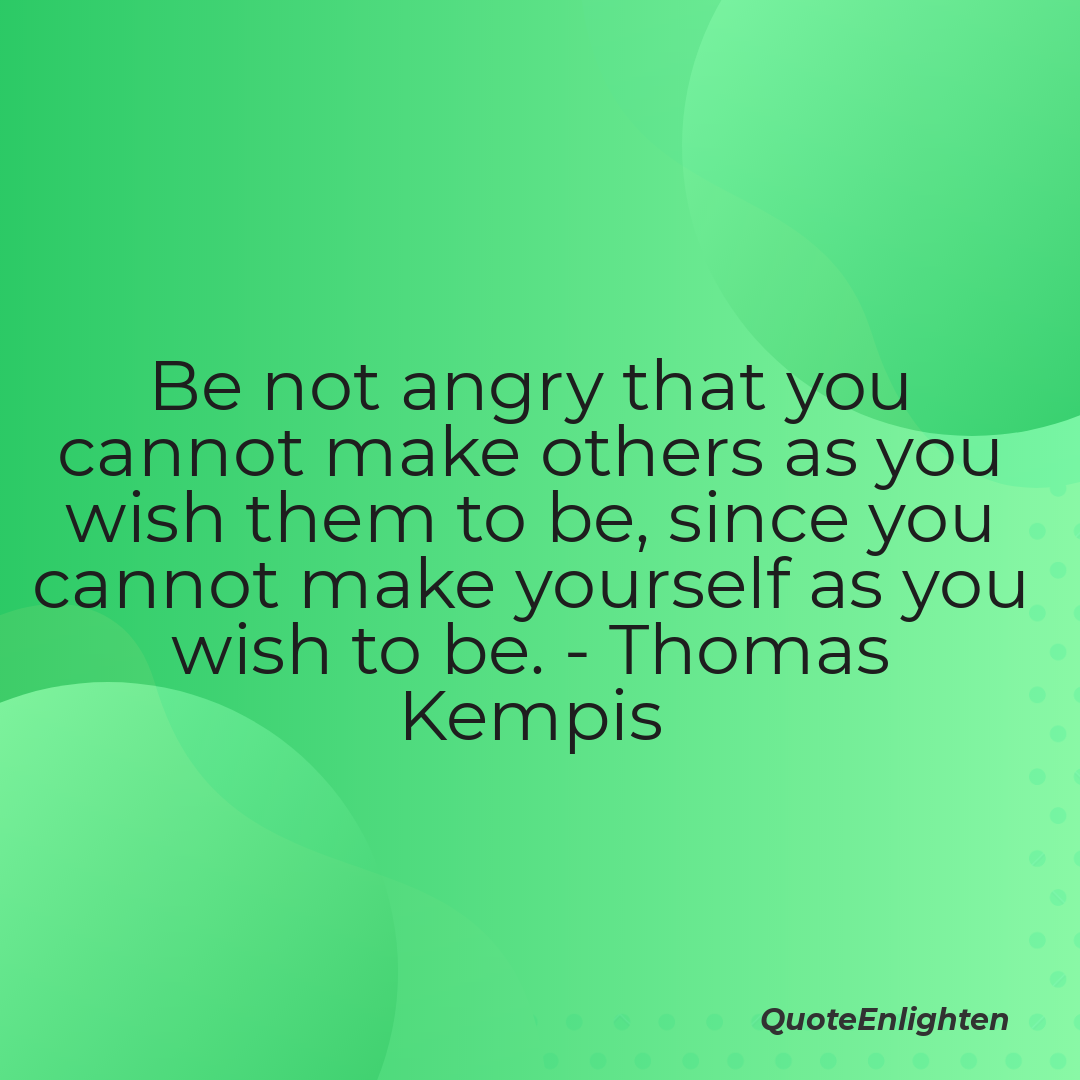 Be not angry that you
cannot make others as you
wish them to be, since you
cannot make yourself as you
wish to be. - Thomas
Kempis
QuoteEnlighten